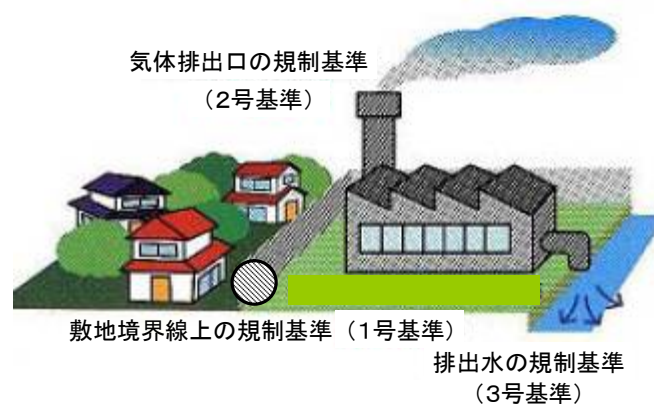 気体排出口の規制基準
（2号基準）
敷地境界線上の規制基準（1号基準）
排出水の規制基準
（3号基準）